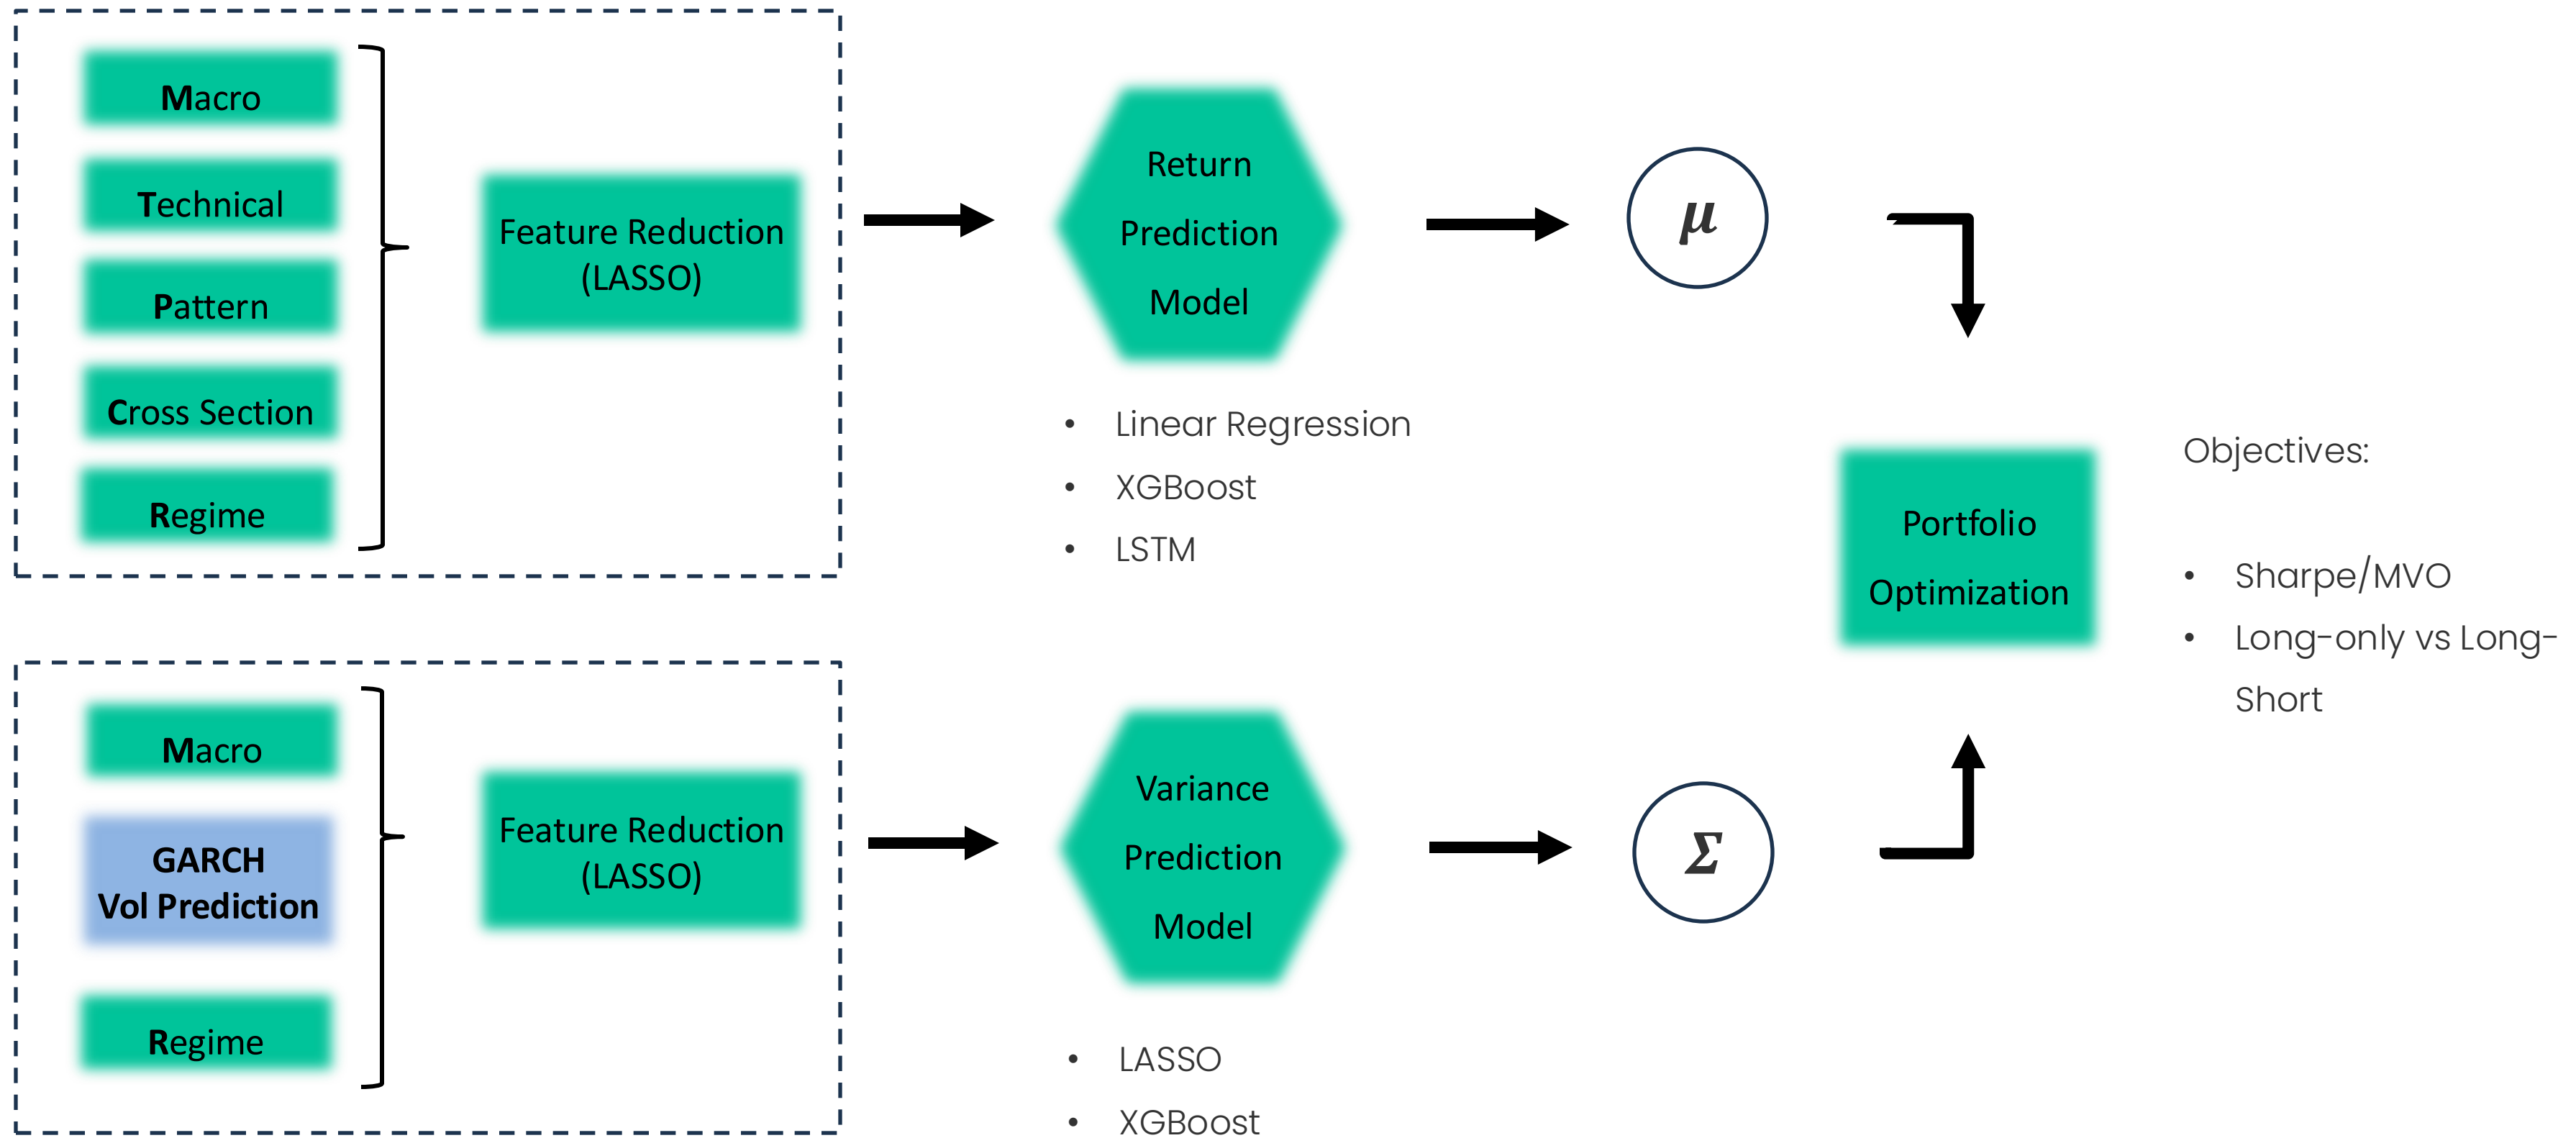 Macro
Technical
Pattern
Cross Section
Regime
Feature Reduction
(LASSO)
Return
Prediction
Model
• Linear Regression
• XGBoost
• LSTM
μ
Macro
GARCH
Vol Prediction
Regime
Feature Reduction
(LASSO)
Variance
Prediction
Model
• LASSO
• XGBoost
Σ
Portfolio
Optimization
Objectives:
• Sharpe/MVO
• Long-only vs Long-
Short